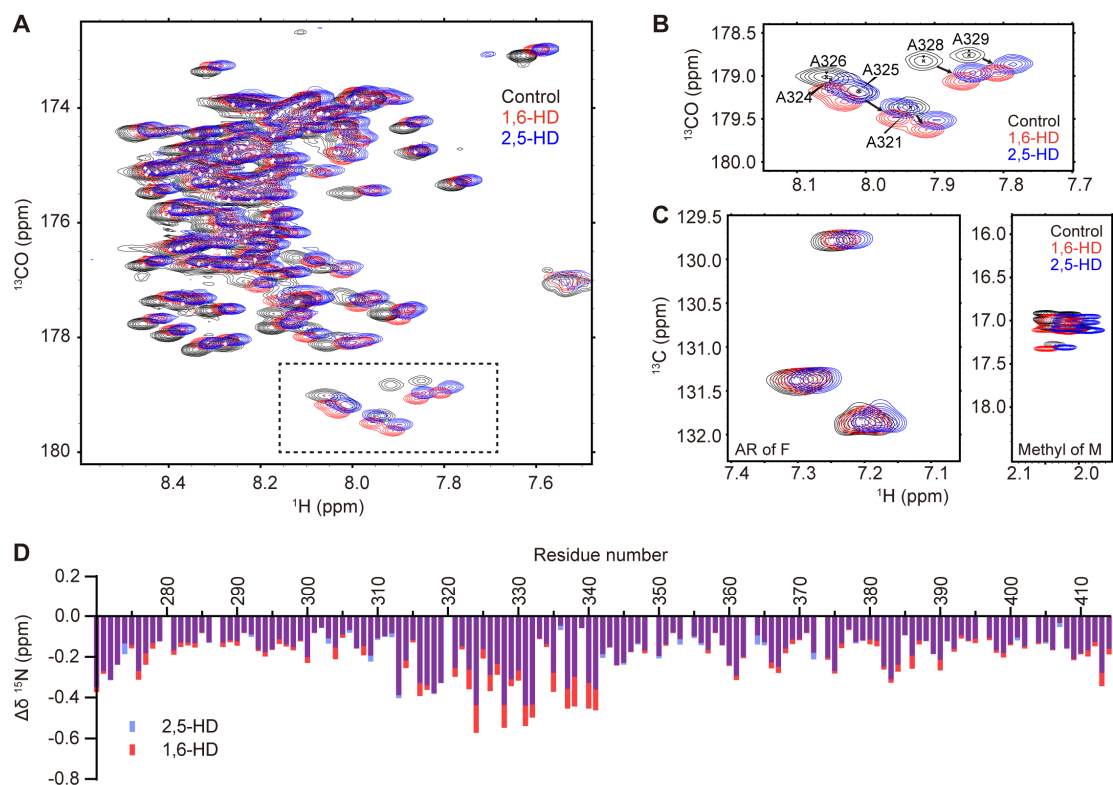 A
174
176
178
180
¹³CO (ppm)
8.4
8.2
8.0
7.8
7.6
¹H (ppm)
Control
1,6-HD
2,5-HD
B
178.5
179.0
179.5
180.0
¹³CO (ppm)
8.1
8.0
7.9
7.8
7.7
A326
A325
A324
A321
A328
A329
Control
1,6-HD
2,5-HD
C
129.5
130.0
130.5
131.0
131.5
132.0
¹³C (ppm)
AR of F
7.4
7.3
7.2
7.1
¹H (ppm)
16.0
16.5
17.0
17.5
18.0
Control
1,6-HD
2,5-HD
Methyl of M
2.1
2.0
D
Residue number
280
290
300
310
320
330
340
350
360
370
380
390
400
410
0.2
0.0
-0.2
-0.4
-0.6
-0.8
Δδ ¹⁵N (ppm)
2,5-HD
1,6-HD